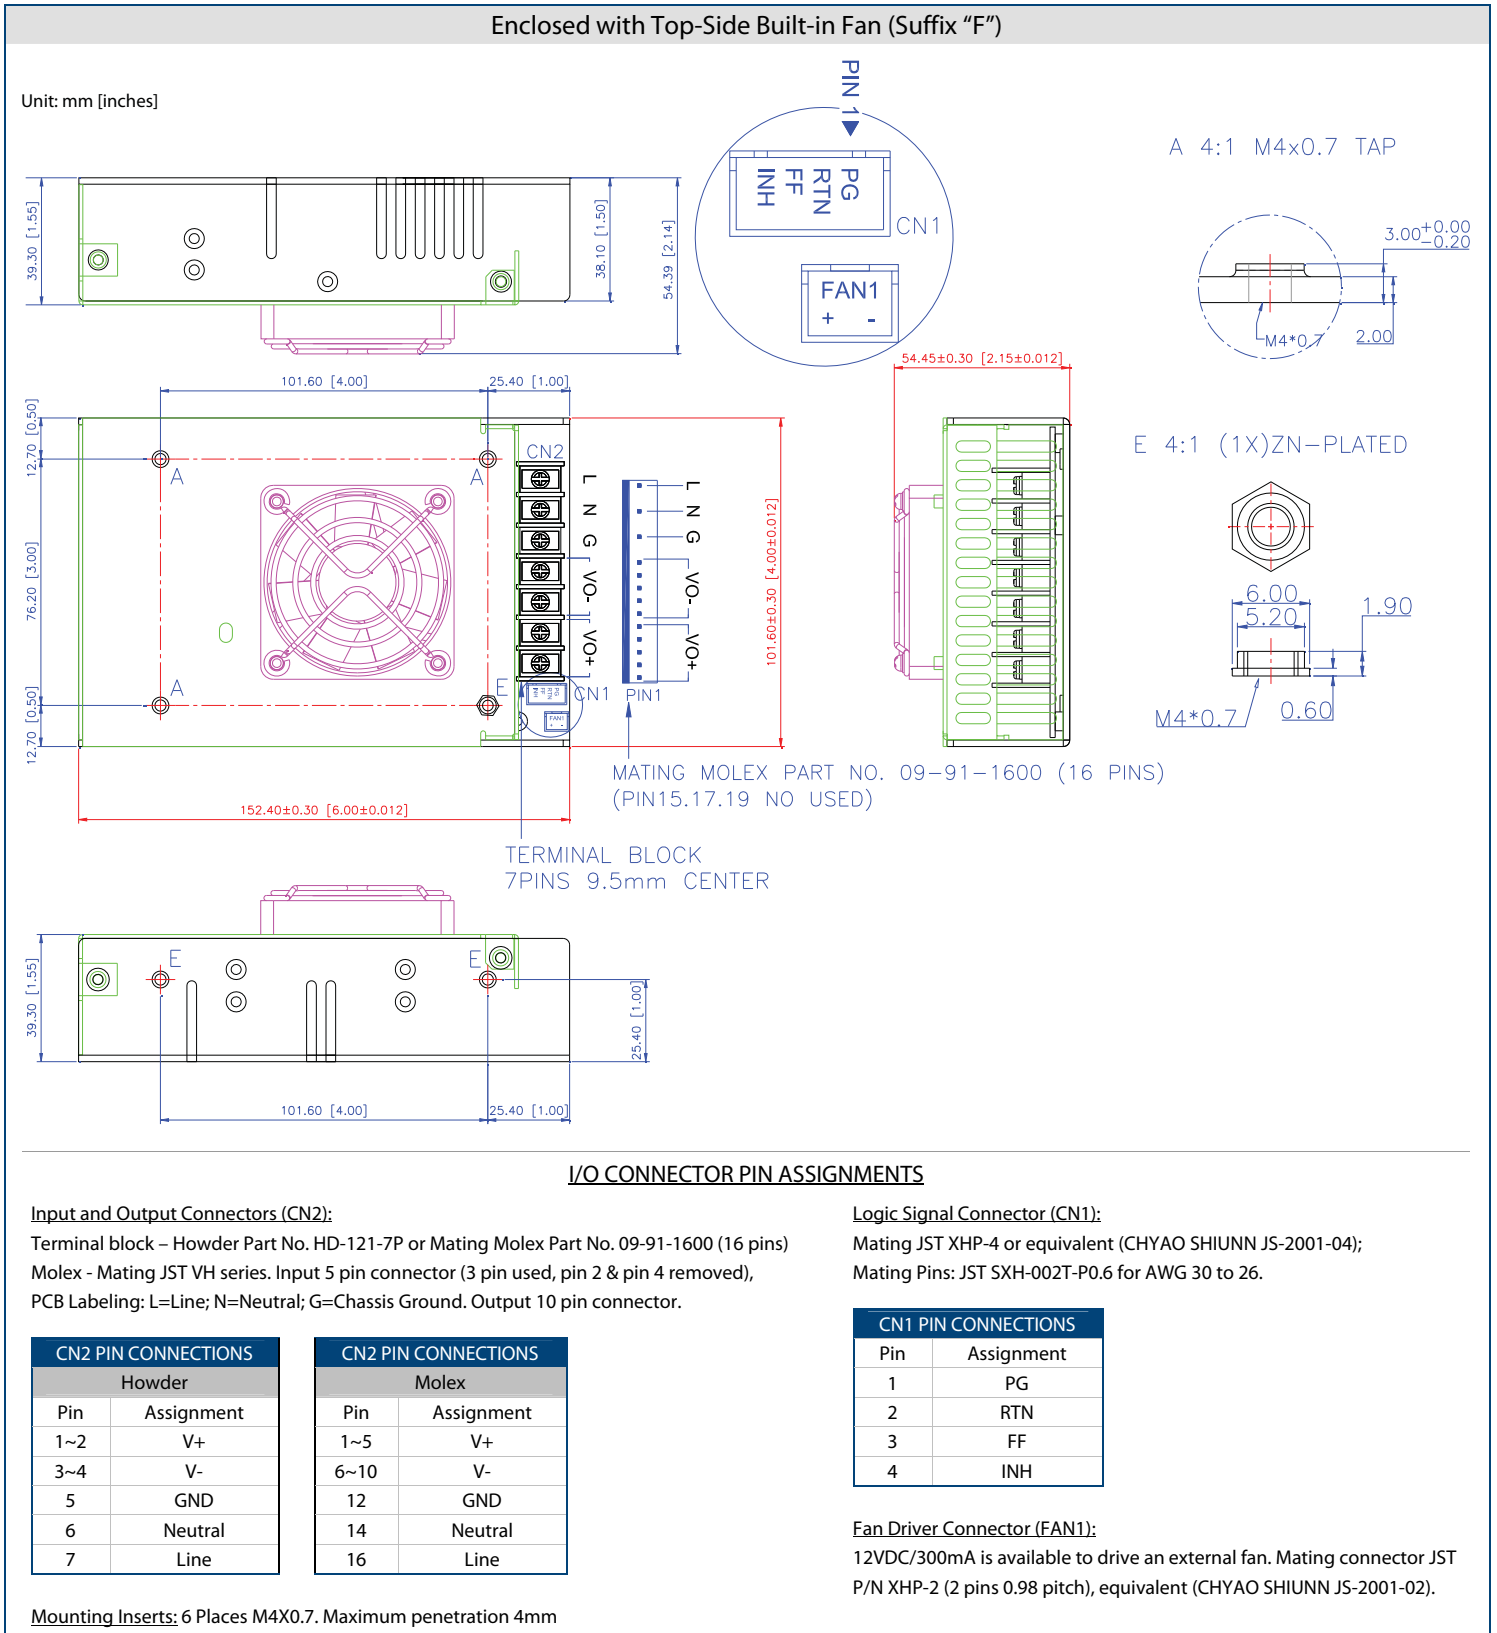 Enclosed with Top-Side Built-in Fan (Suffix “F”)
Unit: mm [inches]
PIN 1
INH
FF
RTN
PG
CN1
FAN1
+ -
A 4:1 M4x0.7 TAP
3.00+0.00
-0.20
M4*0.7
2.00
39.30 [1.55]
38.10 [1.50]
54.39 [2.14]
101.60 [4.00]
25.40 [1.00]
12.70 [0.50]
76.20 [3.00]
12.70 [0.50]
A
A
A
E
CN2
L
N
G
VO-
VO+
L
N
G
VO-
VO+
INH
FF
RTN
PG
CN1
PIN1
FAN1
+ -
101.60±0.30 [4.00±0.012]
54.45±0.30 [2.15±0.012]
E 4:1 (1X)ZN-PLATED
6.00
5.20
1.90
M4*0.7
0.60
MATING MOLEX PART NO. 09-91-1600 (16 PINS)
(PIN15.17.19 NO USED)
152.40±0.30 [6.00±0.012]
TERMINAL BLOCK
7PINS 9.5mm CENTER
39.30 [1.55]
E
E
25.40 [1.00]
101.60 [4.00]
25.40 [1.00]
I/O CONNECTOR PIN ASSIGNMENTS
Input and Output Connectors (CN2):
Terminal block – Howder Part No. HD-121-7P or Mating Molex Part No. 09-91-1600 (16 pins)
Molex - Mating JST VH series. Input 5 pin connector (3 pin used, pin 2 & pin 4 removed),
PCB Labeling: L=Line; N=Neutral; G=Chassis Ground. Output 10 pin connector.
CN2 PIN CONNECTIONS
Howder
Pin Assignment
1~2 V+
3~4 V-
5 GND
6 Neutral
7 Line
CN2 PIN CONNECTIONS
Molex
Pin Assignment
1~5 V+
6~10 V-
12 GND
14 Neutral
16 Line
Mounting Inserts: 6 Places M4X0.7. Maximum penetration 4mm
Logic Signal Connector (CN1):
Mating JST XHP-4 or equivalent (CHYAO SHIUNN JS-2001-04);
Mating Pins: JST SXH-002T-P0.6 for AWG 30 to 26.
CN1 PIN CONNECTIONS
Pin Assignment
1 PG
2 RTN
3 FF
4 INH
Fan Driver Connector (FAN1):
12VDC/300mA is available to drive an external fan. Mating connector JST
P/N XHP-2 (2 pins 0.98 pitch), equivalent (CHYAO SHIUNN JS-2001-02).